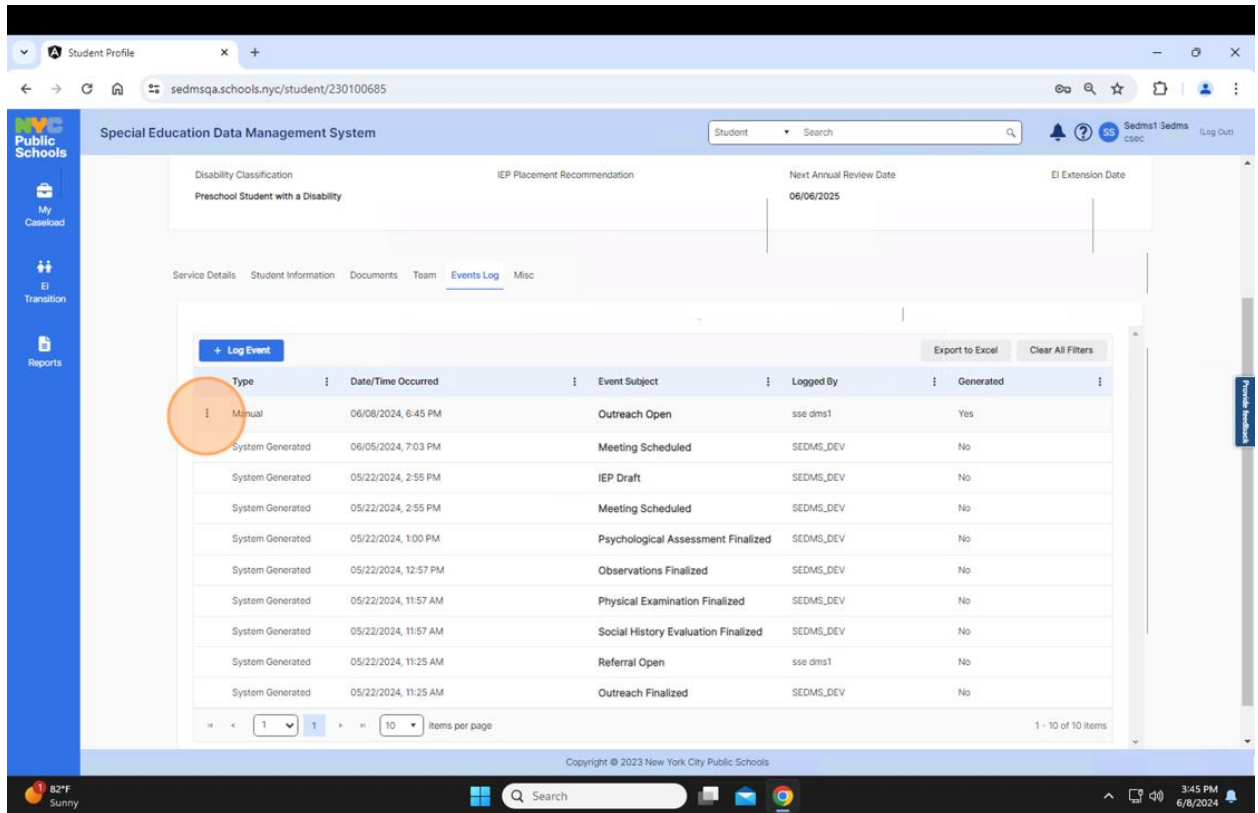 Student Profile
sedmsqa.schools.nyc/student/230100685
NYC
Public
Schools
Special Education Data Management System
Student
Search
SS
Sedms1 Sedms
csec
(Log Out)
My
Caseload
EI
Transition
Reports
Disability Classification IEP Placement Recommendation Next Annual Review Date EI Extension Date
Preschool Student with a Disability 06/06/2025
Service Details Student Information Documents Team Events Log Misc
+ Log Event Export to Excel Clear All Filters
Type Date/Time Occurred Event Subject Logged By Generated
Manual 06/08/2024, 6:45 PM Outreach Open sse dms1 Yes
System Generated 06/05/2024, 7:03 PM Meeting Scheduled SEDMS_DEV No
System Generated 05/22/2024, 2:55 PM IEP Draft SEDMS_DEV No
System Generated 05/22/2024, 2:55 PM Meeting Scheduled SEDMS_DEV No
System Generated 05/22/2024, 1:00 PM Psychological Assessment Finalized SEDMS_DEV No
System Generated 05/22/2024, 12:57 PM Observations Finalized SEDMS_DEV No
System Generated 05/22/2024, 11:57 AM Physical Examination Finalized SEDMS_DEV No
System Generated 05/22/2024, 11:57 AM Social History Evaluation Finalized SEDMS_DEV No
System Generated 05/22/2024, 11:25 AM Referral Open sse dms1 No
System Generated 05/22/2024, 11:25 AM Outreach Finalized SEDMS_DEV No
1 1 10 items per page 1 - 10 of 10 items
Provide feedback
Copyright © 2023 New York City Public Schools
1
82°F
Sunny
Search
3:45 PM
6/8/2024